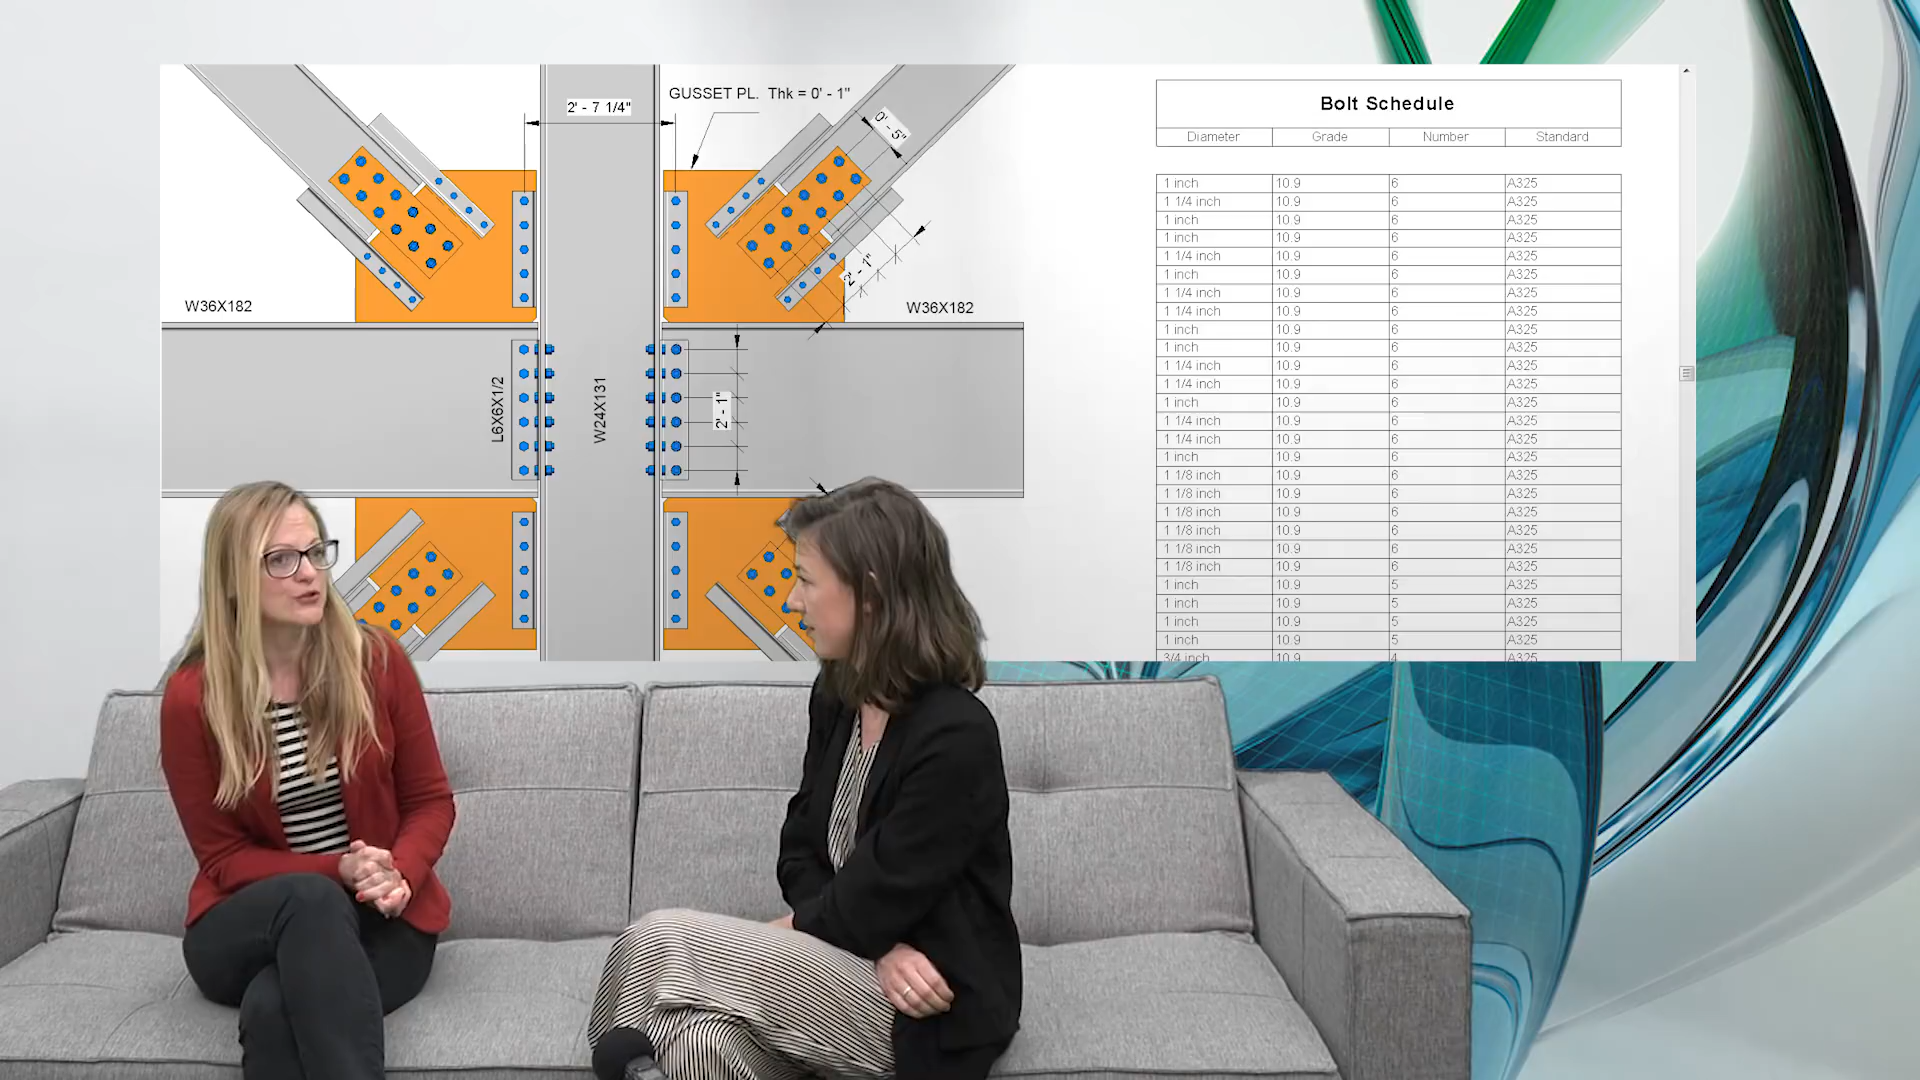 GUSSET PL. Thk = 0' - 1"
2' - 7 1/4"
0' - 5"
2' - 1"
W36X182
W36X182
L6X6X1/2
W24X131
2' - 1"
Bolt Schedule
Diameter Grade Number Standard
1 inch 10.9 6 A325
1 1/4 inch 10.9 6 A325
1 inch 10.9 6 A325
1 inch 10.9 6 A325
1 1/4 inch 10.9 6 A325
1 inch 10.9 6 A325
1 1/4 inch 10.9 6 A325
1 1/4 inch 10.9 6 A325
1 inch 10.9 6 A325
1 inch 10.9 6 A325
1 1/4 inch 10.9 6 A325
1 1/4 inch 10.9 6 A325
1 inch 10.9 6 A325
1 1/4 inch 10.9 6 A325
1 1/4 inch 10.9 6 A325
1 inch 10.9 6 A325
1 1/8 inch 10.9 6 A325
1 1/8 inch 10.9 6 A325
1 1/8 inch 10.9 6 A325
1 1/8 inch 10.9 6 A325
1 1/8 inch 10.9 6 A325
1 1/8 inch 10.9 6 A325
1 inch 10.9 5 A325
1 inch 10.9 5 A325
1 inch 10.9 5 A325
1 inch 10.9 5 A325
3/4 inch 10.9 4 A325